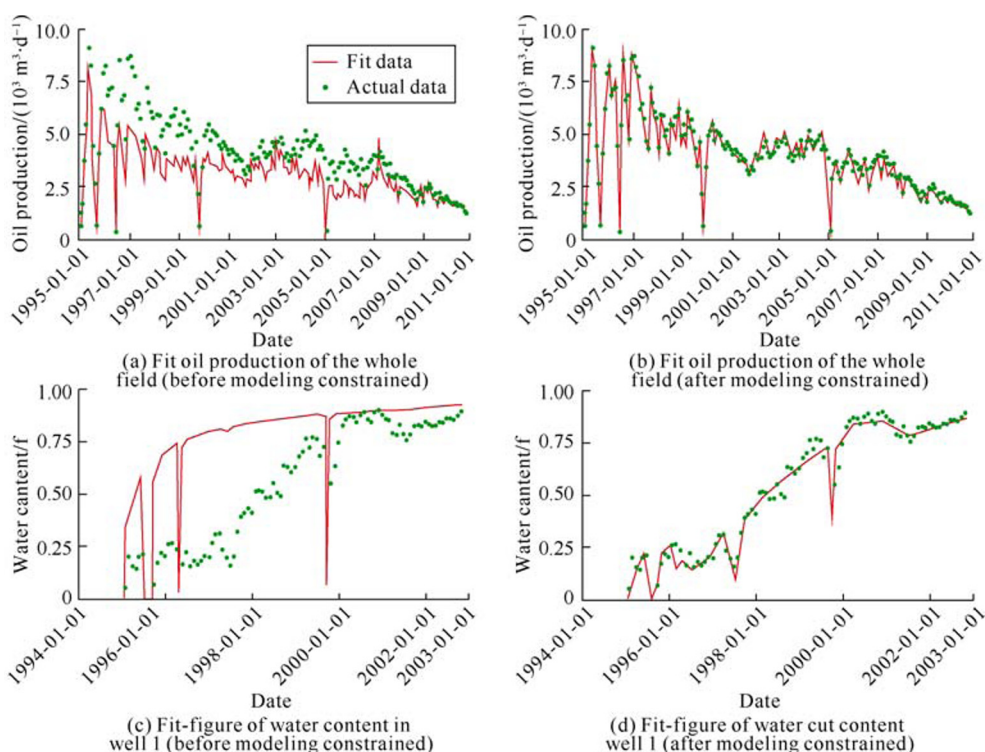 10.0
7.5
5.0
2.5
0
Oil production/(10³ m³·d⁻¹)
Fit data
Actual data
1995-01-01
1997-01-01
1999-01-01
2001-01-01
2003-01-01
2005-01-01
2007-01-01
2009-01-01
2011-01-01
Date
(a) Fit oil production of the whole
field (before modeling constrained)
10.0
7.5
5.0
2.5
0
Oil production/(10³ m³·d⁻¹)
1995-01-01
1997-01-01
1999-01-01
2001-01-01
2003-01-01
2005-01-01
2007-01-01
2009-01-01
2011-01-01
Date
(b) Fit oil production of the whole
field (after modeling constrained)
1.00
0.75
0.50
0.25
0
Water cantent/f
1994-01-01
1996-01-01
1998-01-01
2000-01-01
2002-01-01
2003-01-01
Date
(c) Fit-figure of water content in
well 1 (before modeling constrained)
1.00
0.75
0.50
0.25
0
Water cantent/f
1994-01-01
1996-01-01
1998-01-01
2000-01-01
2002-01-01
2003-01-01
Date
(d) Fit-figure of water cut content
well 1 (after modeling constrained)